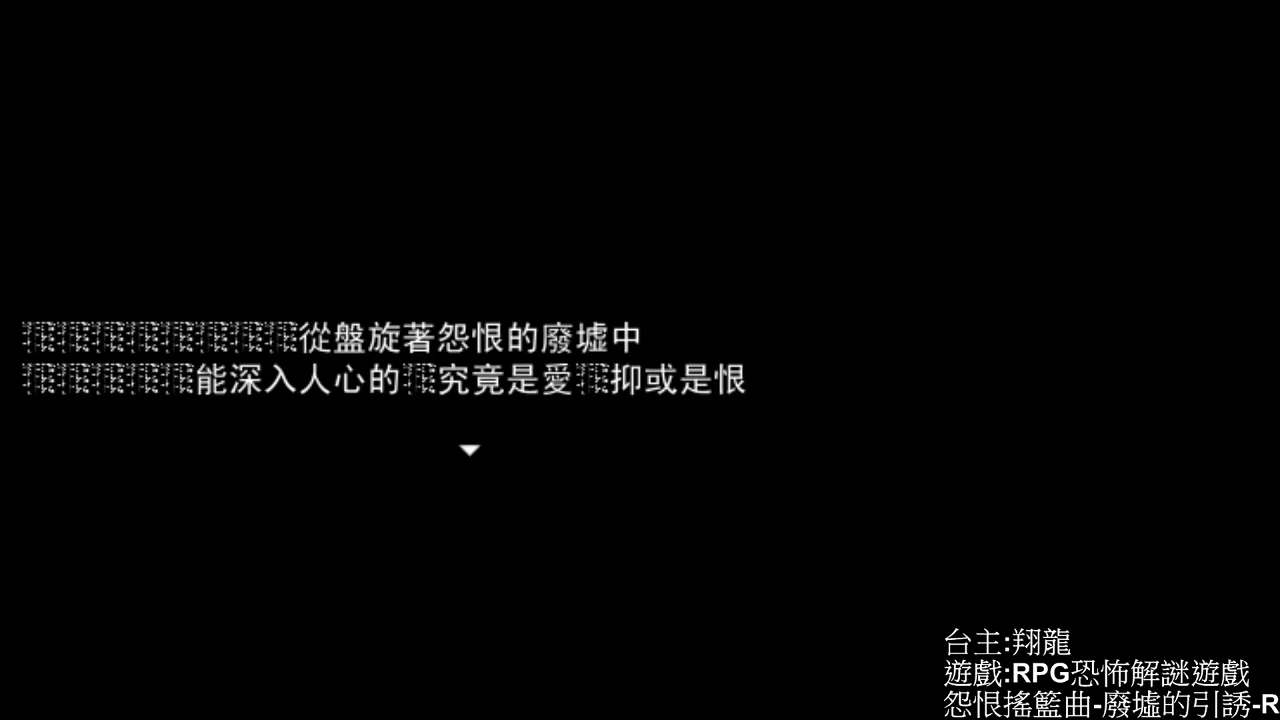 從盤旋著怨恨的廢墟中
能深入人心的 究竟是愛 抑或是恨
台主:翔龍
遊戲:RPG恐怖解謎遊戲
怨恨搖籃曲-廢墟的引誘-R